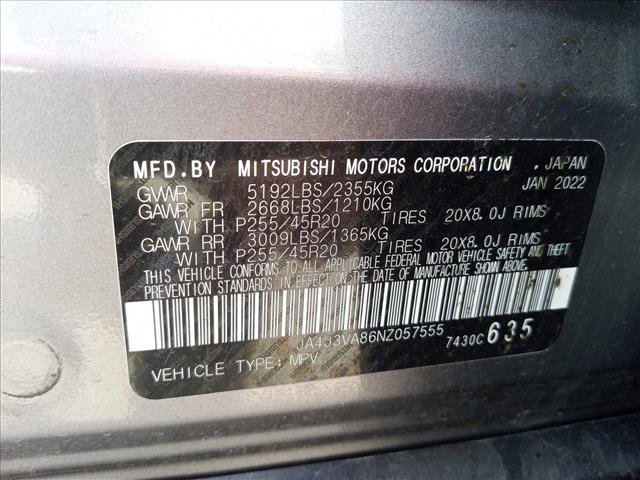 MFD. BY MITSUBISHI MOTORS CORPORATION . JAPAN
GVWR 5192LBS/2355KG JAN 2022
GAWR FR 2668LBS/1210KG
WITH P255/45R20 TIRES 20X8.0J RIMS
GAWR RR 3009LBS/1365KG
WITH P255/45R20 TIRES 20X8.0J RIMS
THIS VEHICLE CONFORMS TO ALL APPLICABLE FEDERAL MOTOR VEHICLE SAFETY AND THEFT
PREVENTION STANDARDS IN EFFECT ON THE DATE OF MANUFACTURE SHOWN ABOVE.
JA4J3VA86NZ057555 7430C 635
VEHICLE TYPE: MPV